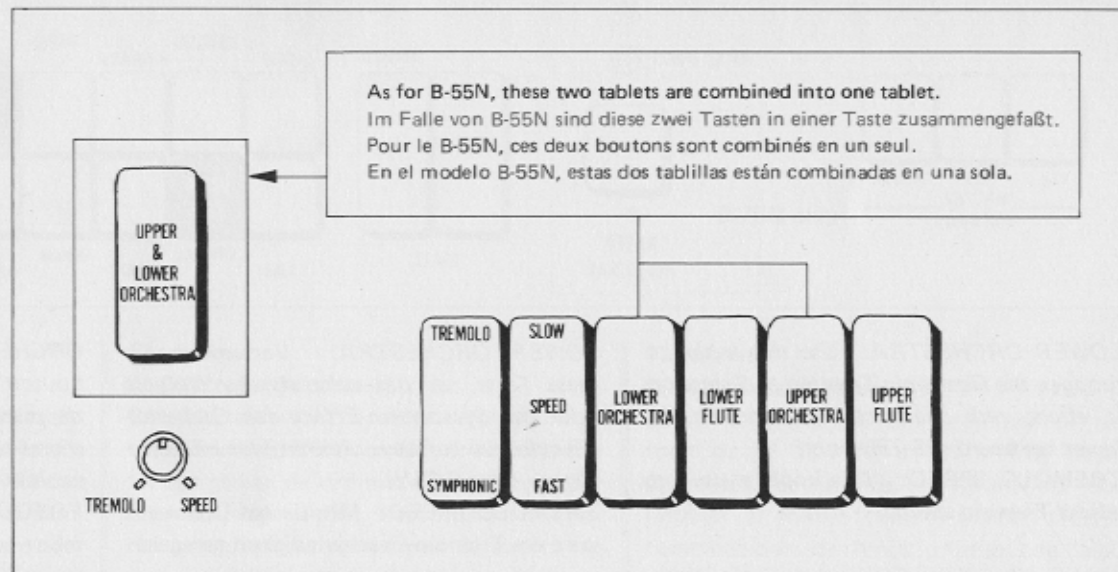 As for B-55N, these two tablets are combined into one tablet.
Im Falle von B-55N sind diese zwei Tasten in einer Taste zusammengefaßt.
Pour le B-55N, ces deux boutons sont combinés en un seul.
En el modelo B-55N, estas dos tablillas están combinadas en una sola.
UPPER
&
LOWER
ORCHESTRA
TREMOLO
SPEED
TREMOLO
SYMPHONIC
SLOW
SPEED
FAST
LOWER
ORCHESTRA
LOWER
FLUTE
UPPER
ORCHESTRA
UPPER
FLUTE